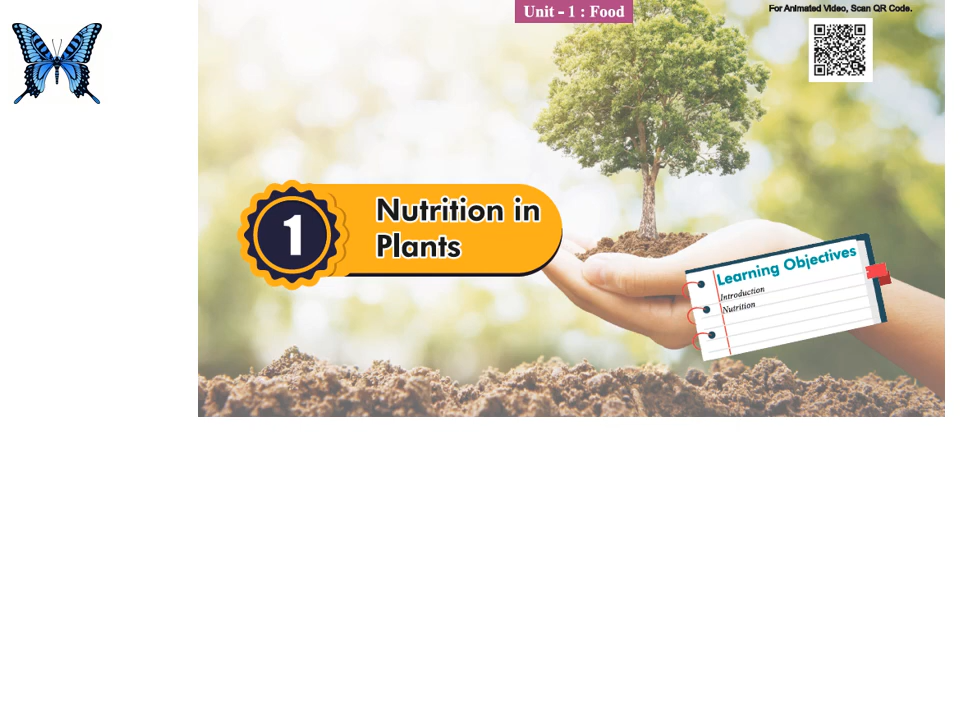 Unit - 1 : Food
For Animated Video, Scan QR Code.
1
Nutrition in
Plants
Learning Objectives
Introduction
Nutrition